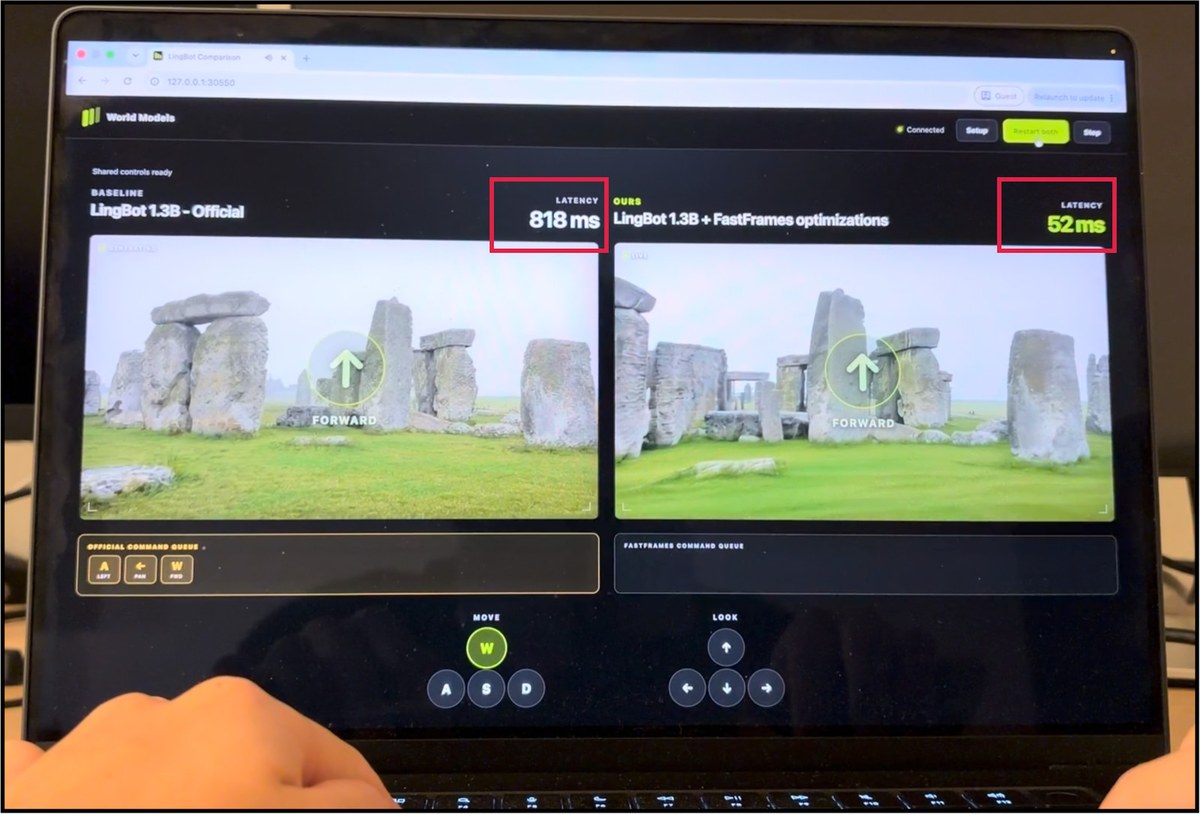 LingBot Comparison
127.0.0.1:30550
Guest
Relaunch to update
World Models
Connected
Setup
Restart both
Stop
Shared controls ready
BASELINE
LingBot 1.3B - Official
LATENCY
818 ms
OURS
LingBot 1.3B + FastFrames optimizations
LATENCY
52 ms
FORWARD
FORWARD
OFFICIAL COMMAND QUEUE
A
LEFT
PAN
W
FWD
FASTFRAMES COMMAND QUEUE
MOVE
W
A S D
LOOK